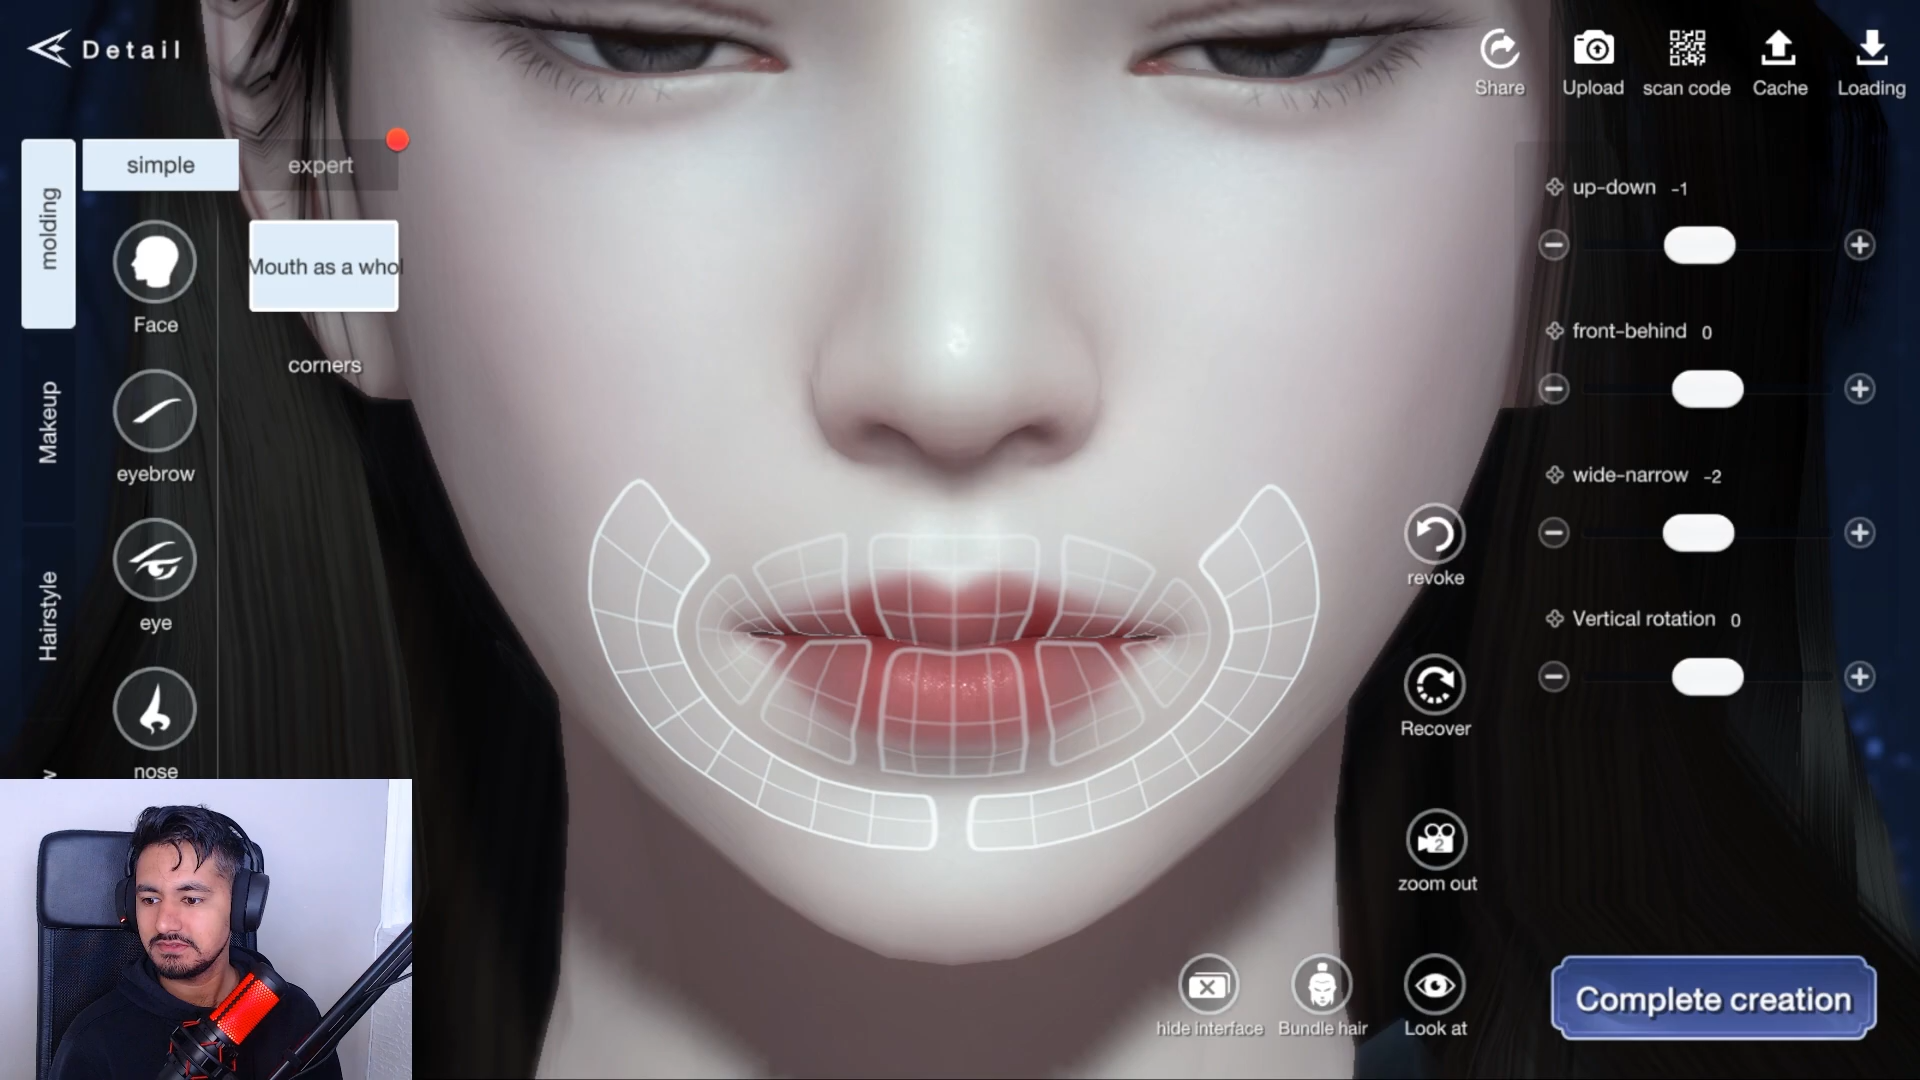 Detail
Share
Upload
scan code
Cache
Loading
simple
expert
molding
Makeup
Hairstyle
Face
eyebrow
eye
nose
Mouth as a whol
corners
up-down -1
front-behind 0
wide-narrow -2
Vertical rotation 0
revoke
Recover
2
zoom out
hide interface
Bundle hair
Look at
Complete creation